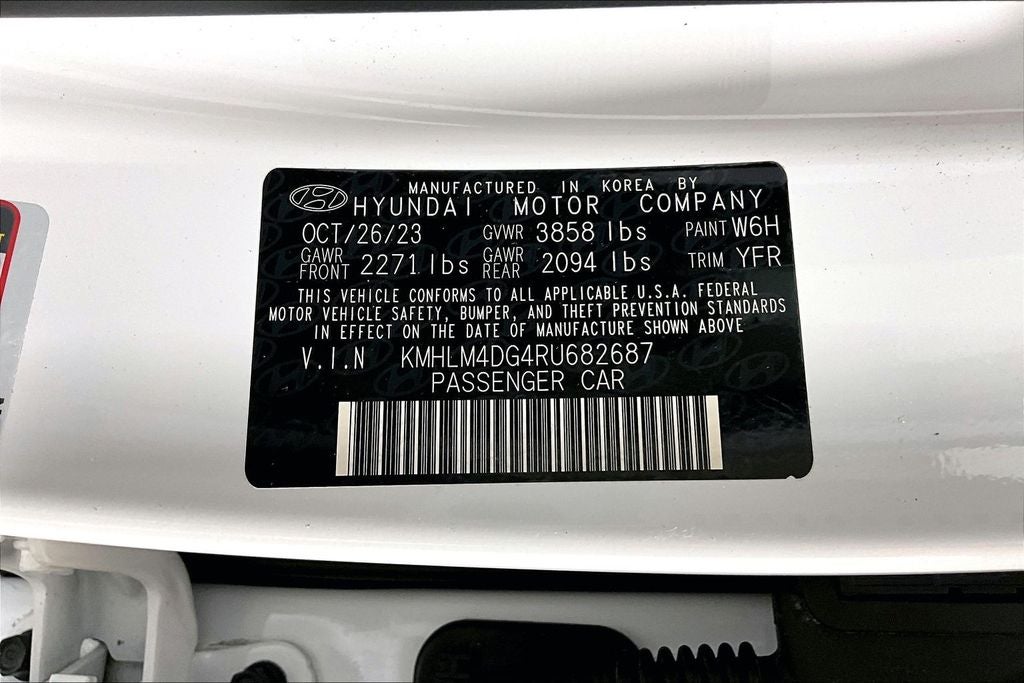 MANUFACTURED IN KOREA BY
HYUNDAI MOTOR COMPANY
OCT/26/23 GVWR 3858 lbs PAINT W6H
GAWR FRONT 2271 lbs GAWR REAR 2094 lbs TRIM YFR
THIS VEHICLE CONFORMS TO ALL APPLICABLE U.S.A. FEDERAL
MOTOR VEHICLE SAFETY, BUMPER, AND THEFT PREVENTION STANDARDS
IN EFFECT ON THE DATE OF MANUFACTURE SHOWN ABOVE
V.I.N KMHLM4DG4RU682687
PASSENGER CAR